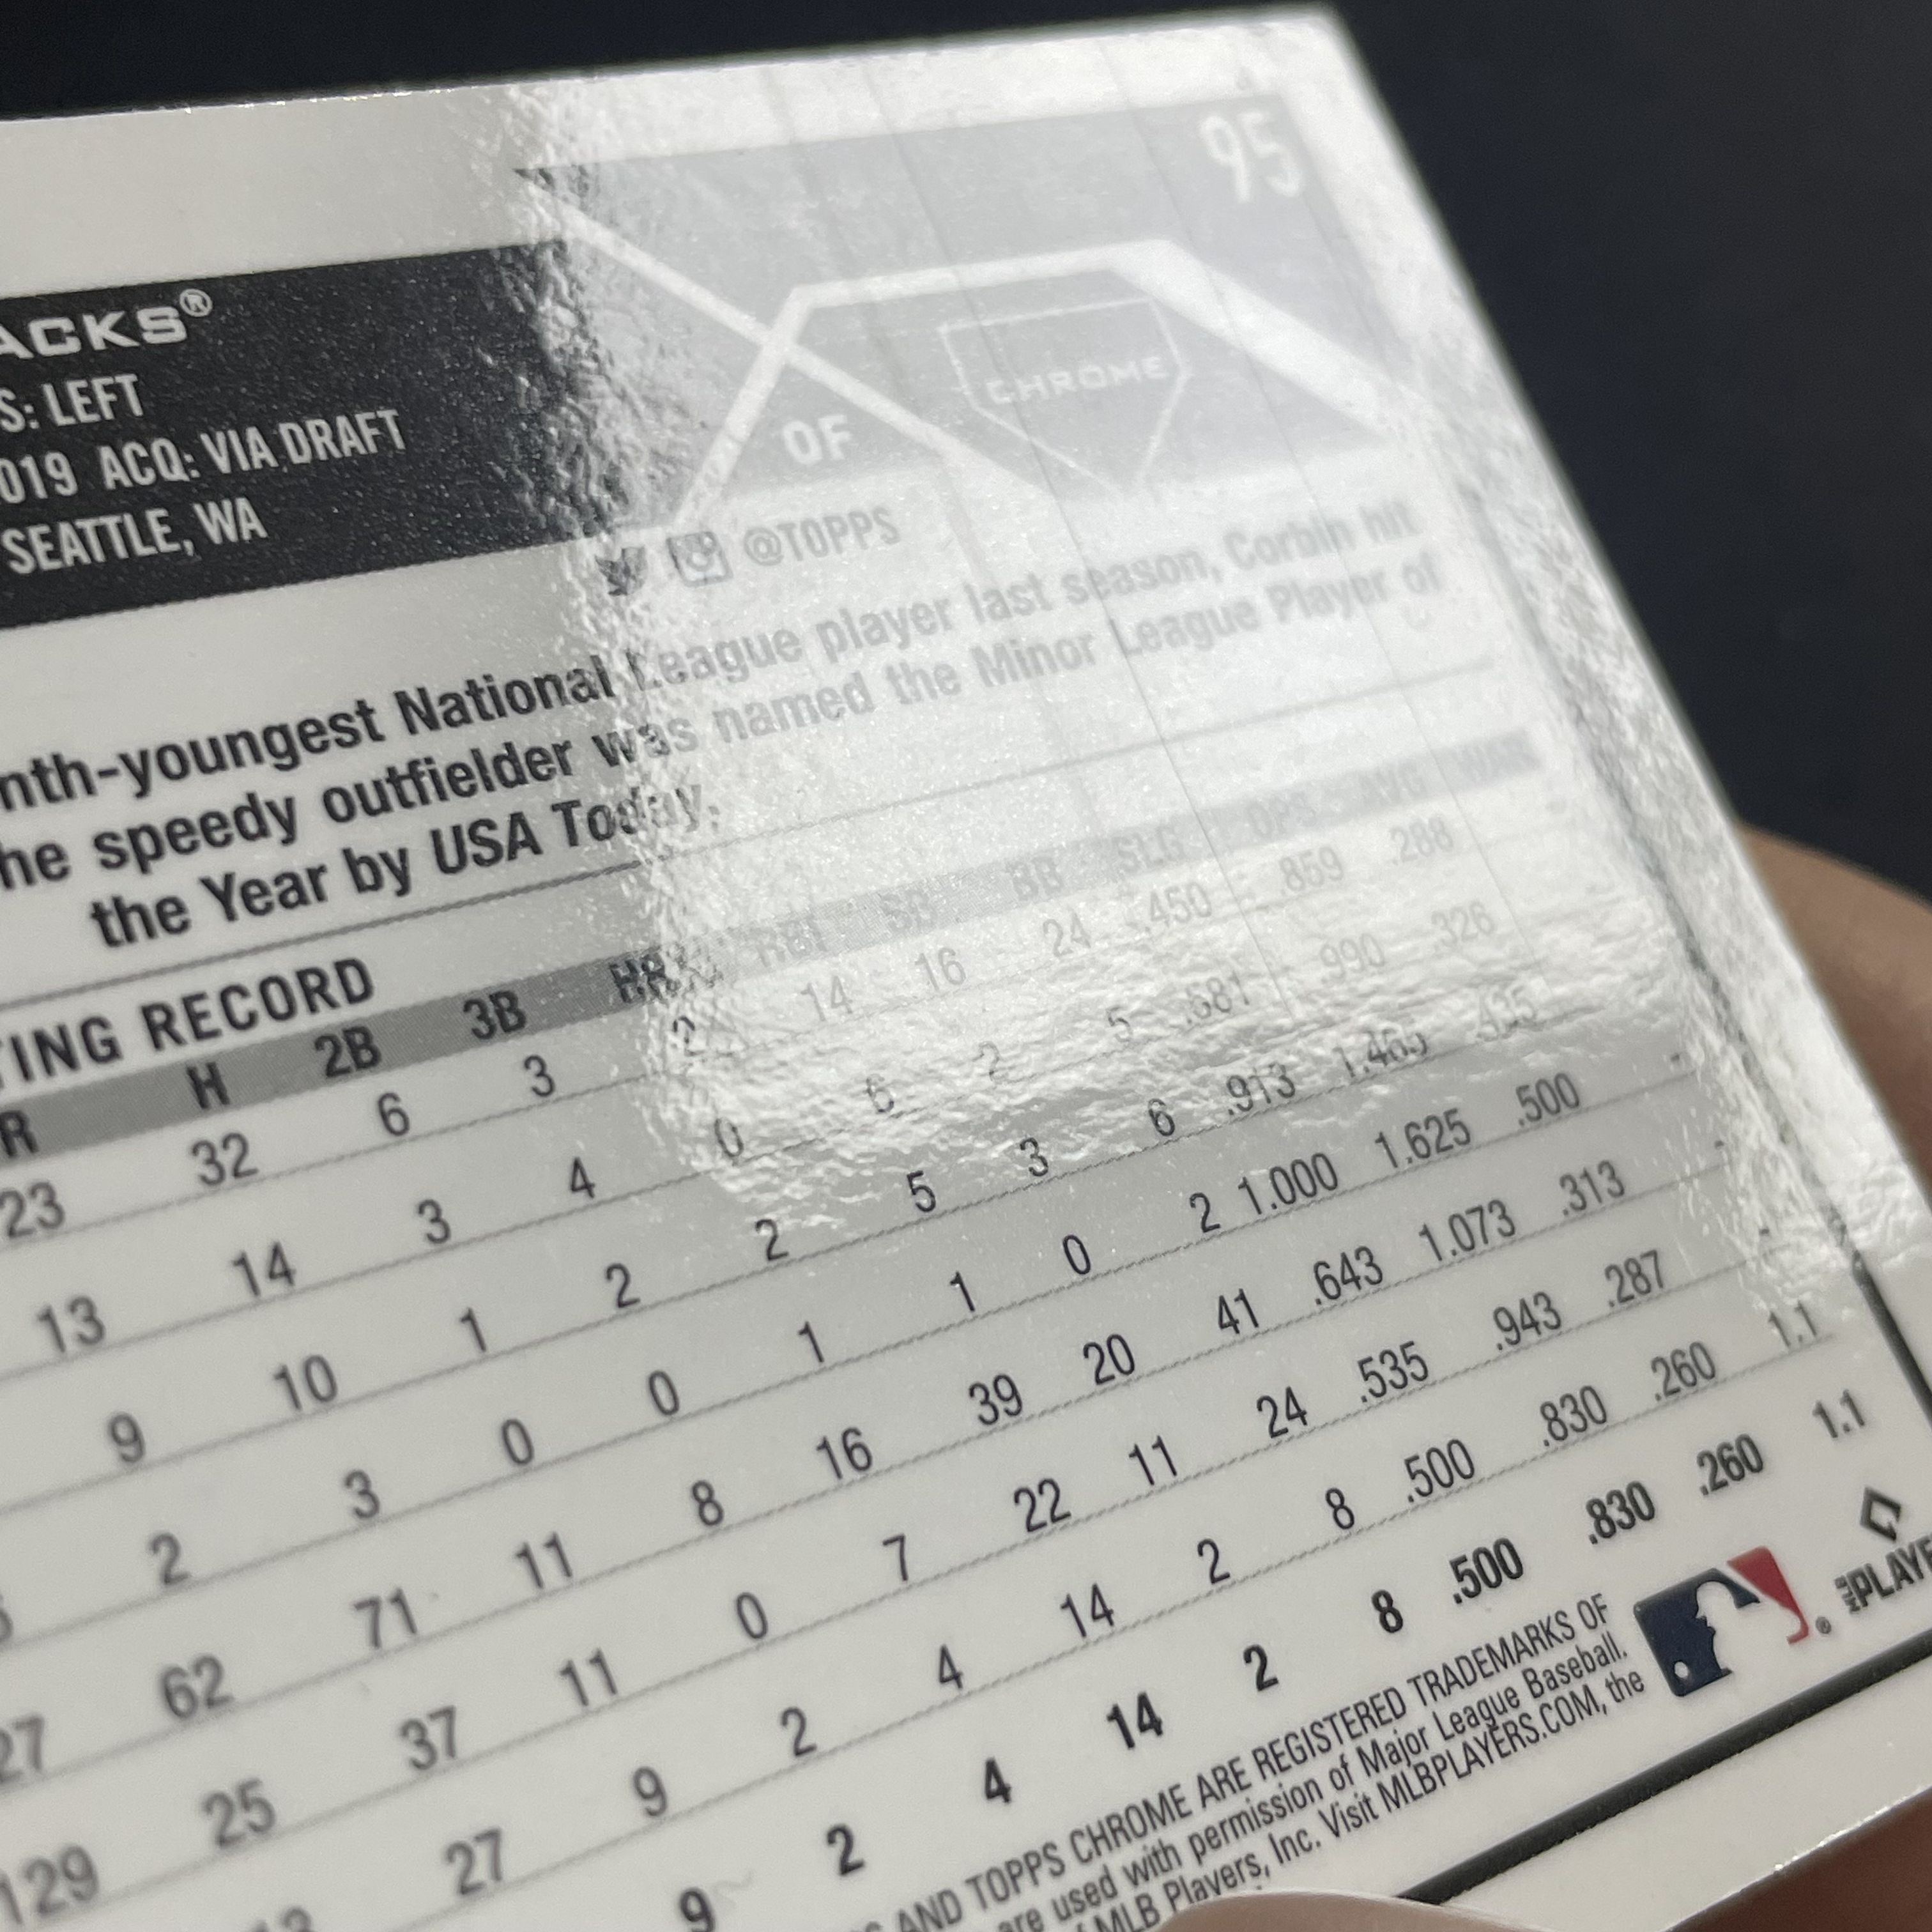 95
ACKS®
S: LEFT
019 ACQ: VIA DRAFT
SEATTLE, WA
CHROME
OF
@TOPPS
nth-youngest National League player last season, Corbin hit
he speedy outfielder was named the Minor League Player of
the Year by USA Today.
TING RECORD
R H 2B 3B HR RBI SB BB SLG OPS AVG WAR
23 32 6 3 2 14 16 24 .450 .859 .288
13 14 3 4 0 6 2 5 .681 .990 .326
9 10 1 2 2 5 3 6 .913 1.465 .435 -
2 3 0 0 1 1 0 2 1.000 1.625 .500 -
62 71 11 8 16 39 20 41 .643 1.073 .313 -
25 37 11 0 7 22 11 24 .535 .943 .287 1.1
27 9 2 4 14 2 8 .500 .830 .260 1.1
9 2 4 14 2 8 .500 .830 .260
AND TOPPS CHROME ARE REGISTERED TRADEMARKS OF
are used with permission of Major League Baseball.
MLB Players, Inc. Visit MLBPLAYERS.COM, the
MLB PLAYE